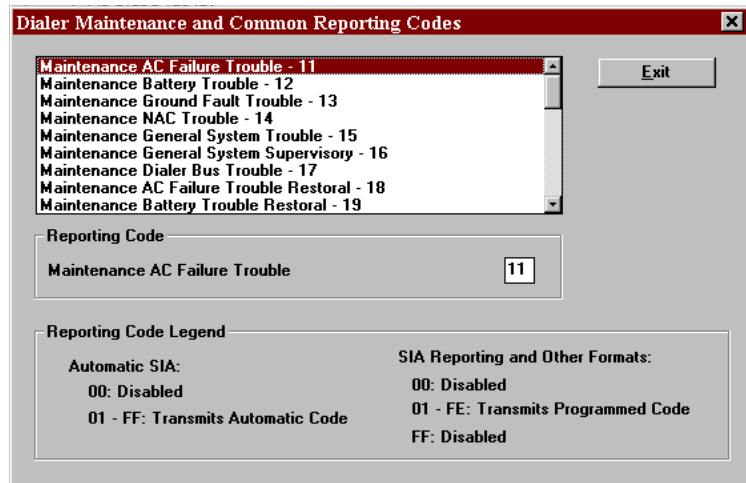 Dialer Maintenance and Common Reporting Codes
Maintenance AC Failure Trouble - 11
Maintenance Battery Trouble - 12
Maintenance Ground Fault Trouble - 13
Maintenance NAC Trouble - 14
Maintenance General System Trouble - 15
Maintenance General System Supervisory - 16
Maintenance Dialer Bus Trouble - 17
Maintenance AC Failure Trouble Restoral - 18
Maintenance Battery Trouble Restoral - 19
Exit
Reporting Code
Maintenance AC Failure Trouble 11
Reporting Code Legend
Automatic SIA:
00: Disabled
01 - FF: Transmits Automatic Code
SIA Reporting and Other Formats:
00: Disabled
01 - FE: Transmits Programmed Code
FF: Disabled